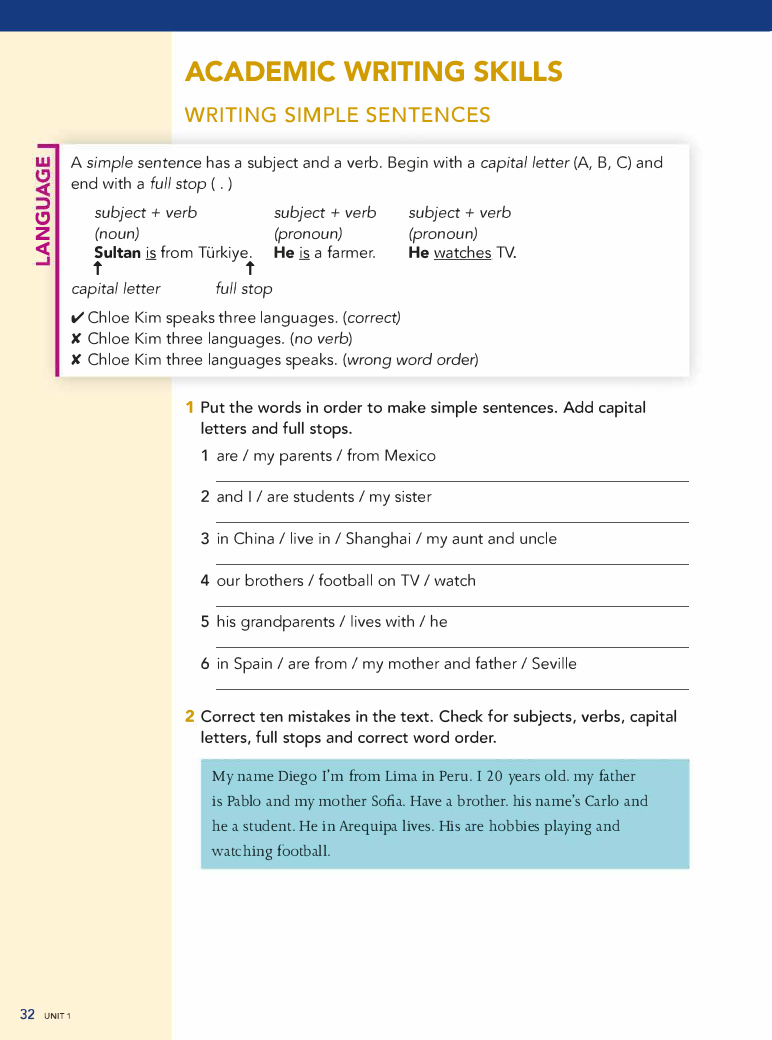 ACADEMIC WRITING SKILLS
WRITING SIMPLE SENTENCES
LANGUAGE
A simple sentence has a subject and a verb. Begin with a capital letter (A, B, C) and
end with a full stop ( . )
subject + verb subject + verb subject + verb
(noun) (pronoun) (pronoun)
Sultan is from Türkiye. He is a farmer. He watches TV.
↑ ↑
capital letter full stop
✔ Chloe Kim speaks three languages. (correct)
✘ Chloe Kim three languages. (no verb)
✘ Chloe Kim three languages speaks. (wrong word order)
1 Put the words in order to make simple sentences. Add capital
letters and full stops.
1 are / my parents / from Mexico
2 and I / are students / my sister
3 in China / live in / Shanghai / my aunt and uncle
4 our brothers / football on TV / watch
5 his grandparents / lives with / he
6 in Spain / are from / my mother and father / Seville
2 Correct ten mistakes in the text. Check for subjects, verbs, capital
letters, full stops and correct word order.
My name Diego I'm from Lima in Peru. I 20 years old. my father
is Pablo and my mother Sofia. Have a brother. his name's Carlo and
he a student. He in Arequipa lives. His are hobbies playing and
watching football.
32 UNIT 1